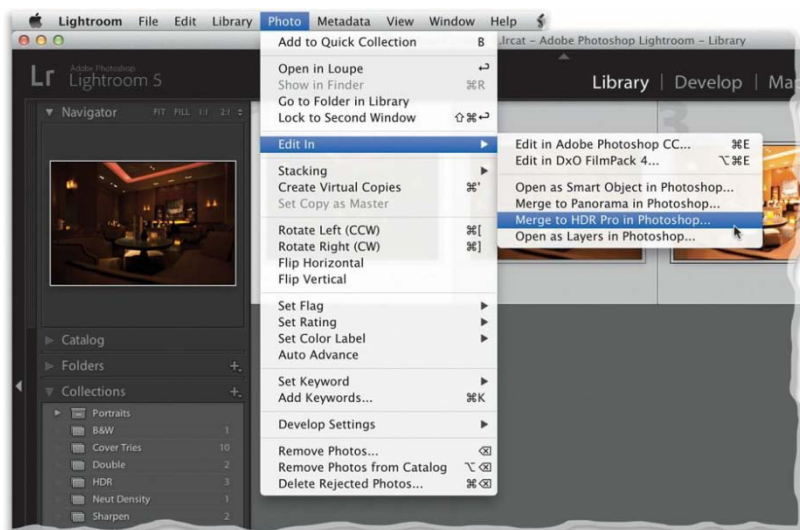 Lightroom File Edit Library Photo Metadata View Window Help
.lrcat – Adobe Photoshop Lightroom – Library
Lr Adobe Photoshop
Lightroom 5
Library | Develop | Map
Navigator FIT FILL 1:1 2:1
Add to Quick Collection B
Open in Loupe ↩
Show in Finder ⌘R
Go to Folder in Library
Lock to Second Window ⇧⌘↩
Edit In ▶
Edit in Adobe Photoshop CC... ⌘E
Edit in DxO FilmPack 4... ⌥⌘E
Open as Smart Object in Photoshop...
Merge to Panorama in Photoshop...
Merge to HDR Pro in Photoshop...
Open as Layers in Photoshop...
Stacking ▶
Create Virtual Copies ⌘'
Set Copy as Master
Rotate Left (CCW) ⌘[
Rotate Right (CW) ⌘]
Flip Horizontal
Flip Vertical
Set Flag ▶
Set Rating ▶
Set Color Label ▶
Auto Advance
Set Keyword ▶
Add Keywords... ⌘K
Develop Settings ▶
Remove Photos... ⌫
Remove Photos from Catalog ⌥⌫
Delete Rejected Photos... ⌘⌫
Catalog
Folders +
Collections +
Portraits
B&W 1
Cover Tries 10
Double 2
HDR 3
Neut Density 1
Sharpen 2
3